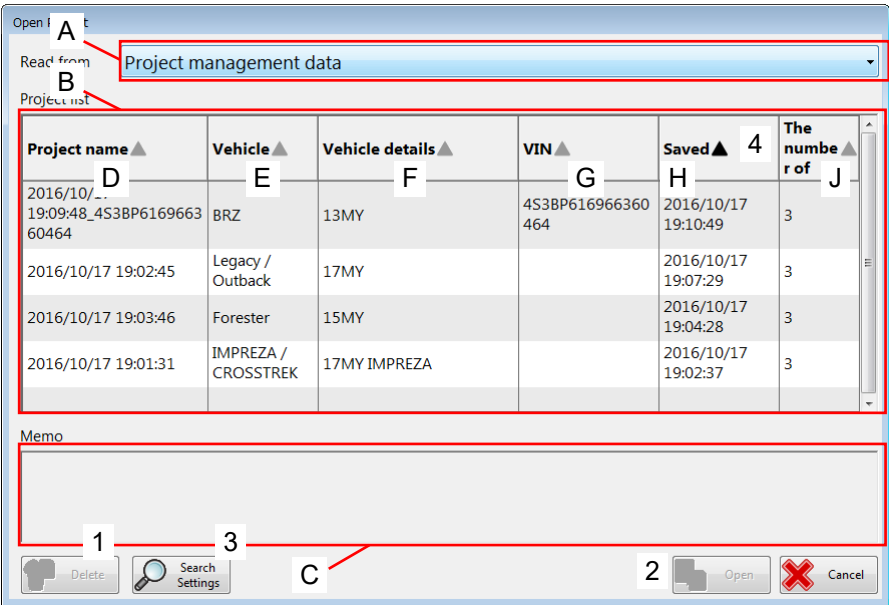 Open P t
A
Read from Project management data
B
Project list
Project name Vehicle Vehicle details VIN Saved 4 The
numbe
r of
D E F G H J
2016/10/17
19:09:48_4S3BP6169663
60464 BRZ 13MY 4S3BP616966360
464 2016/10/17
19:10:49 3
2016/10/17 19:02:45 Legacy /
Outback 17MY 2016/10/17
19:07:29 3
2016/10/17 19:03:46 Forester 15MY 2016/10/17
19:04:28 3
2016/10/17 19:01:31 IMPREZA /
CROSSTREK 17MY IMPREZA 2016/10/17
19:02:37 3
Memo
1 3
Delete Search
Settings C 2 Open Cancel